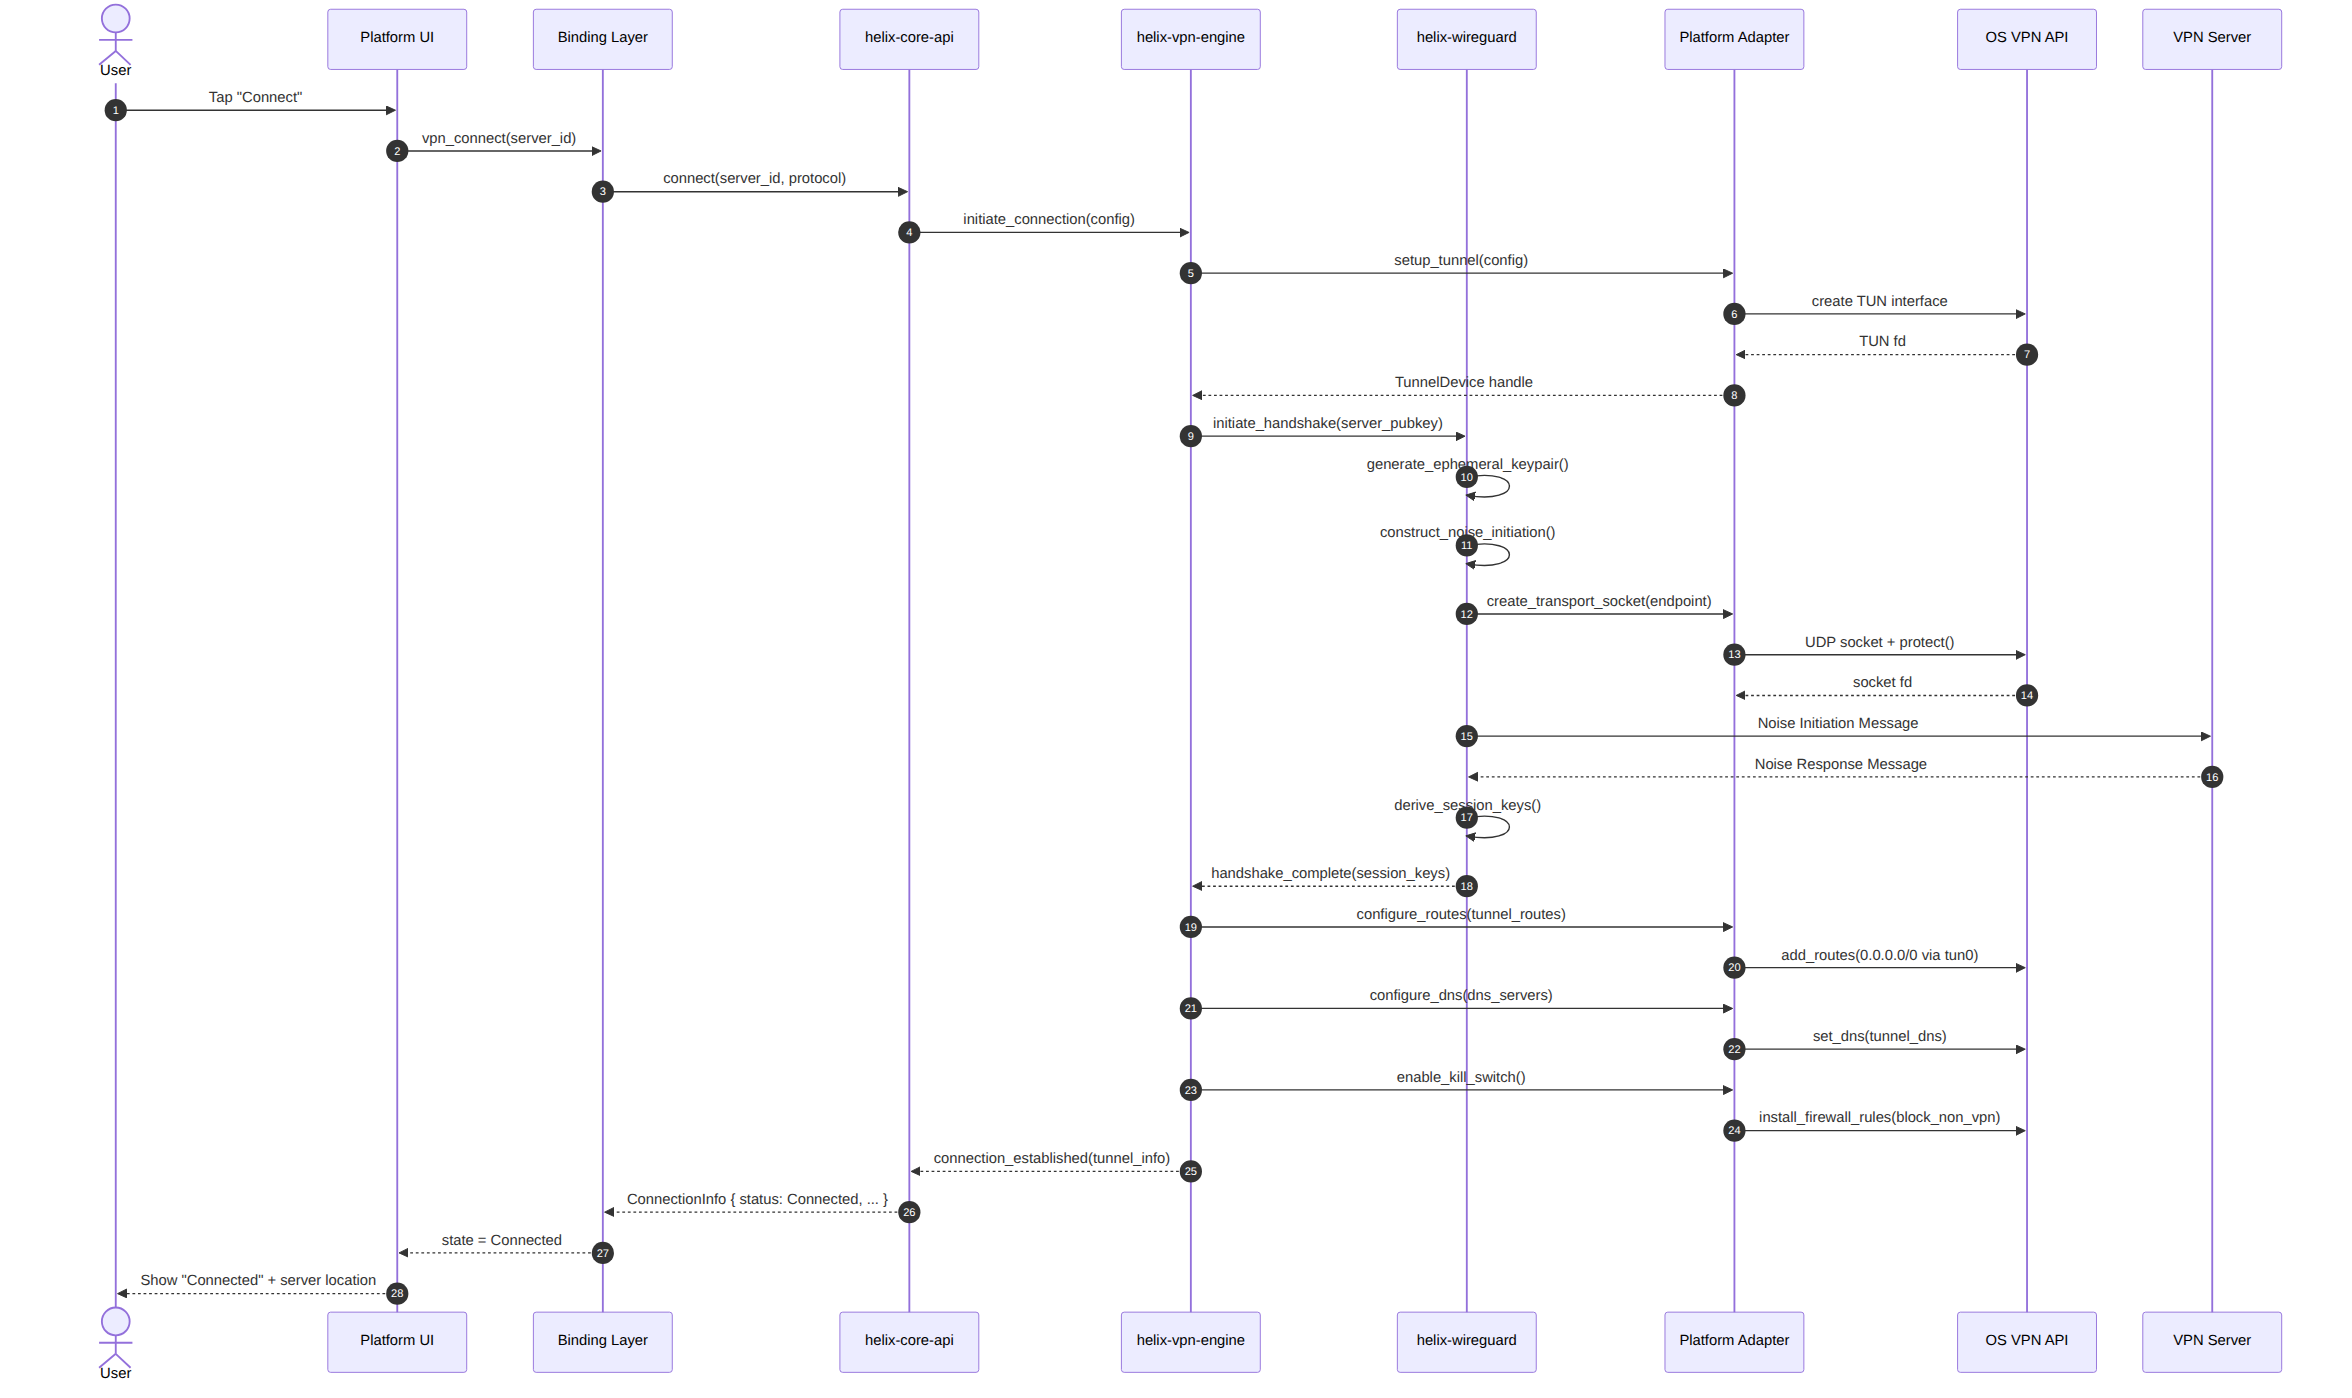 User
Platform UI
Binding Layer
helix-core-api
helix-vpn-engine
helix-wireguard
Platform Adapter
OS VPN API
VPN Server
Tap "Connect"
1
vpn_connect(server_id)
2
connect(server_id, protocol)
3
initiate_connection(config)
4
setup_tunnel(config)
5
create TUN interface
6
TUN fd
7
TunnelDevice handle
8
initiate_handshake(server_pubkey)
9
generate_ephemeral_keypair()
10
construct_noise_initiation()
11
create_transport_socket(endpoint)
12
UDP socket + protect()
13
socket fd
14
Noise Initiation Message
15
Noise Response Message
16
derive_session_keys()
17
handshake_complete(session_keys)
18
configure_routes(tunnel_routes)
19
add_routes(0.0.0.0/0 via tun0)
20
configure_dns(dns_servers)
21
set_dns(tunnel_dns)
22
enable_kill_switch()
23
install_firewall_rules(block_non_vpn)
24
connection_established(tunnel_info)
25
ConnectionInfo { status: Connected, ... }
26
state = Connected
27
Show "Connected" + server location
28
User
Platform UI
Binding Layer
helix-core-api
helix-vpn-engine
helix-wireguard
Platform Adapter
OS VPN API
VPN Server